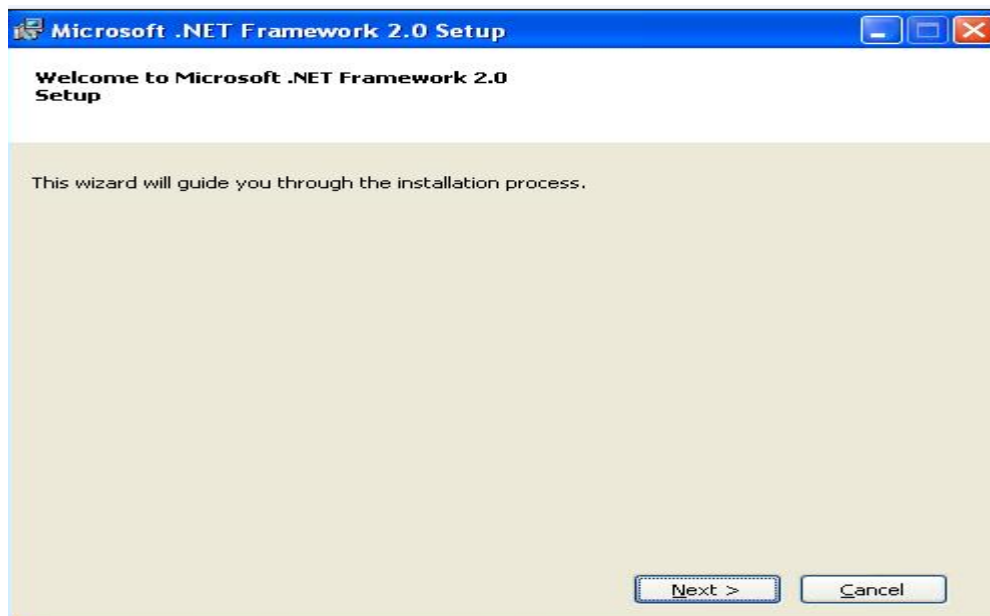 Microsoft .NET Framework 2.0 Setup
Welcome to Microsoft .NET Framework 2.0
Setup
This wizard will guide you through the installation process.
Next >
Cancel